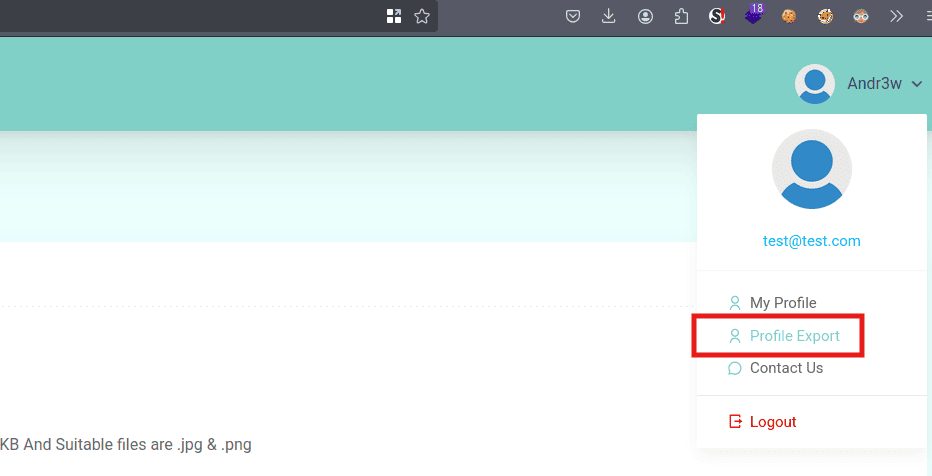 18
Andr3w
test@test.com
My Profile
Profile Export
Contact Us
Logout
KB And Suitable files are .jpg & .png